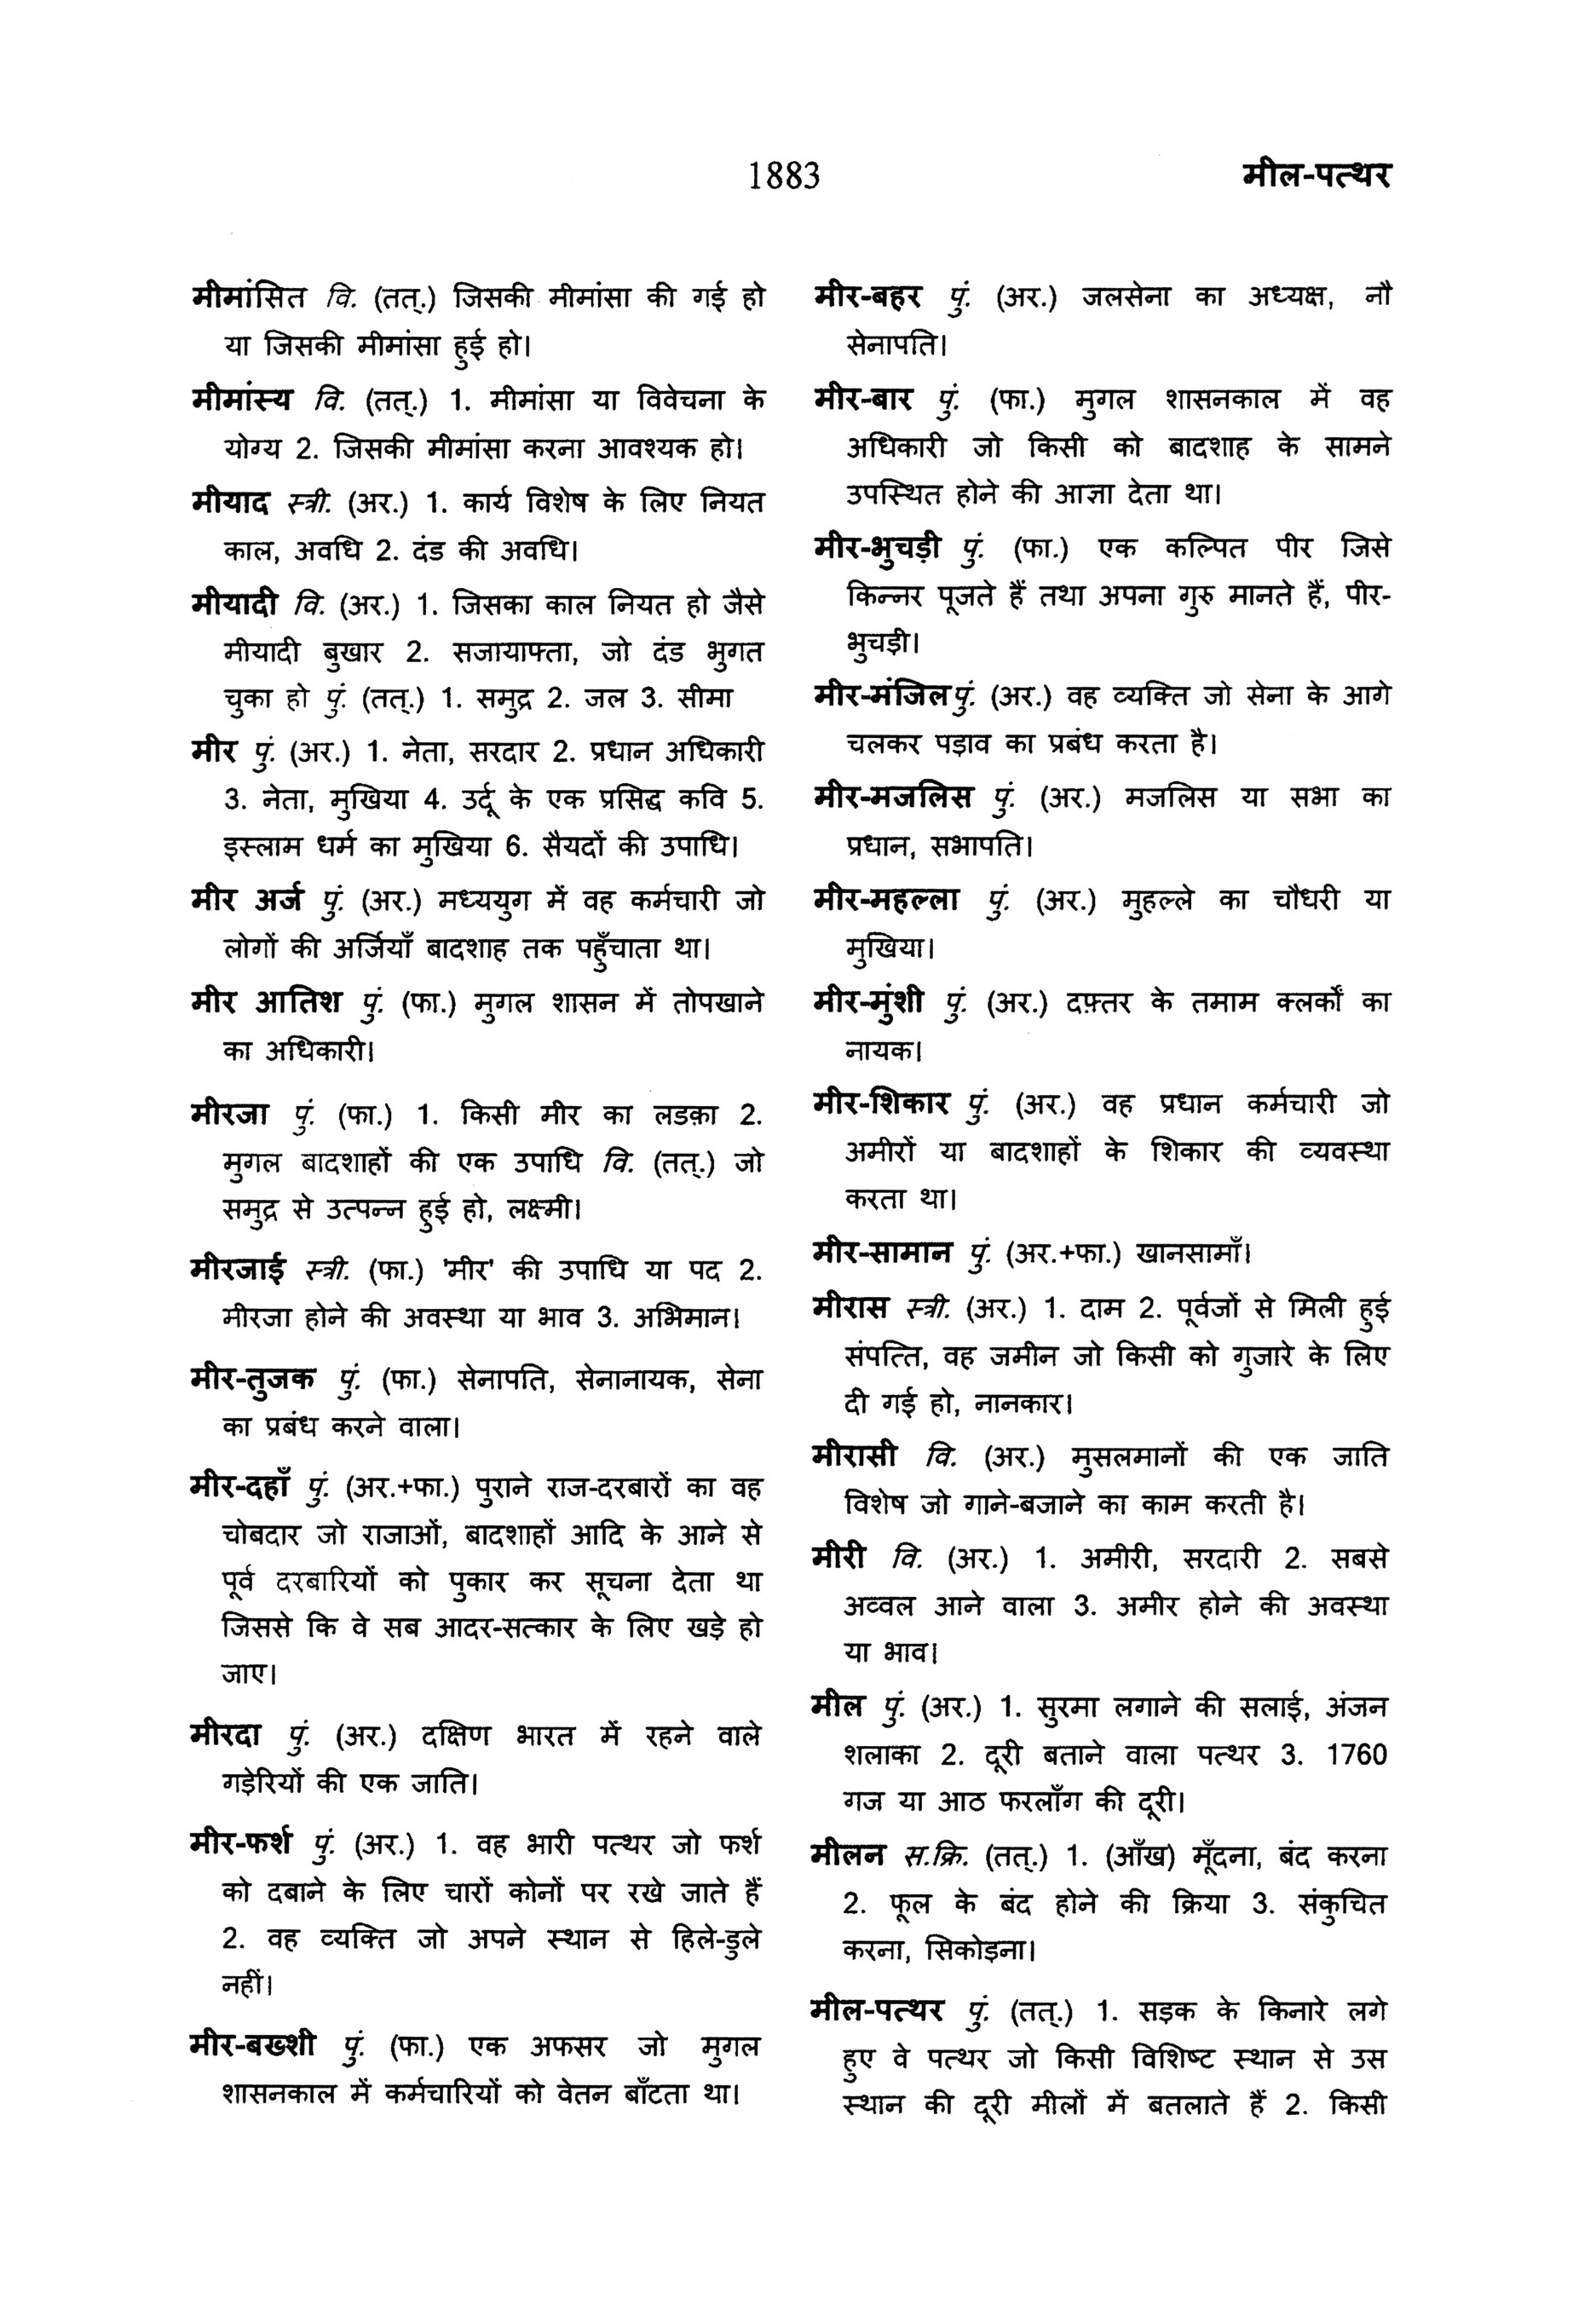 1883
मील-पत्थर
मीमांसित वि. (तत्.) जिसकी मीमांसा की गई हो
या जिसकी मीमांसा हुई हो।
मीमांस्य वि. (तत्.) 1. मीमांसा या विवेचना के
योग्य 2. जिसकी मीमांसा करना आवश्यक हो।
मीयाद स्त्री. (अर.) 1. कार्य विशेष के लिए नियत
काल, अवधि 2. दंड की अवधि।
मीयादी वि. (अर.) 1. जिसका काल नियत हो जैसे
मीयादी बुखार 2. सजायाफ्ता, जो दंड भुगत
चुका हो पुं. (तत्.) 1. समुद्र 2. जल 3. सीमा
मीर पुं. (अर.) 1. नेता, सरदार 2. प्रधान अधिकारी
3. नेता, मुखिया 4. उर्दू के एक प्रसिद्ध कवि 5.
इस्लाम धर्म का मुखिया 6. सैयदों की उपाधि।
मीर अर्ज पुं. (अर.) मध्ययुग में वह कर्मचारी जो
लोगों की अर्जियाँ बादशाह तक पहुँचाता था।
मीर आतिश पुं. (फा.) मुगल शासन में तोपखाने
का अधिकारी।
मीरजा पुं. (फा.) 1. किसी मीर का लडक़ा 2.
मुगल बादशाहों की एक उपाधि वि. (तत्.) जो
समुद्र से उत्पन्न हुई हो, लक्ष्मी।
मीरजाई स्त्री. (फा.) 'मीर' की उपाधि या पद 2.
मीरजा होने की अवस्था या भाव 3. अभिमान।
मीर-तुजक पुं. (फा.) सेनापति, सेनानायक, सेना
का प्रबंध करने वाला।
मीर-दहाँ पुं. (अर.+फा.) पुराने राज-दरबारों का वह
चोबदार जो राजाओं, बादशाहों आदि के आने से
पूर्व दरबारियों को पुकार कर सूचना देता था
जिससे कि वे सब आदर-सत्कार के लिए खड़े हो
जाए।
मीरदा पुं. (अर.) दक्षिण भारत में रहने वाले
गड़ेरियों की एक जाति।
मीर-फर्श पुं. (अर.) 1. वह भारी पत्थर जो फर्श
को दबाने के लिए चारों कोनों पर रखे जाते हैं
2. वह व्यक्ति जो अपने स्थान से हिले-डुले
नहीं।
मीर-बख्शी पुं. (फा.) एक अफसर जो मुगल
शासनकाल में कर्मचारियों को वेतन बाँटता था।
मीर-बहर पुं. (अर.) जलसेना का अध्यक्ष, नौ
सेनापति।
मीर-बार पुं. (फा.) मुगल शासनकाल में वह
अधिकारी जो किसी को बादशाह के सामने
उपस्थित होने की आज्ञा देता था।
मीर-भुचड़ी पुं. (फा.) एक कल्पित पीर जिसे
किन्नर पूजते हैं तथा अपना गुरु मानते हैं, पीर-
भुचड़ी।
मीर-मंजिल पुं. (अर.) वह व्यक्ति जो सेना के आगे
चलकर पड़ाव का प्रबंध करता है।
मीर-मजलिस पुं. (अर.) मजलिस या सभा का
प्रधान, सभापति।
मीर-महल्ला पुं. (अर.) मुहल्ले का चौधरी या
मुखिया।
मीर-मुंशी पुं. (अर.) दफ़्तर के तमाम क्लर्कों का
नायक।
मीर-शिकार पुं. (अर.) वह प्रधान कर्मचारी जो
अमीरों या बादशाहों के शिकार की व्यवस्था
करता था।
मीर-सामान पुं. (अर.+फा.) खानसामाँ।
मीरास स्त्री. (अर.) 1. दाम 2. पूर्वजों से मिली हुई
संपत्ति, वह जमीन जो किसी को गुजारे के लिए
दी गई हो, नानकार।
मीरासी वि. (अर.) मुसलमानों की एक जाति
विशेष जो गाने-बजाने का काम करती है।
मीरी वि. (अर.) 1. अमीरी, सरदारी 2. सबसे
अव्वल आने वाला 3. अमीर होने की अवस्था
या भाव।
मील पुं. (अर.) 1. सुरमा लगाने की सलाई, अंजन
शलाका 2. दूरी बताने वाला पत्थर 3. 1760
गज या आठ फरलाँग की दूरी।
मीलन स.क्रि. (तत्.) 1. (आँख) मूँदना, बंद करना
2. फूल के बंद होने की क्रिया 3. संकुचित
करना, सिकोड़ना।
मील-पत्थर पुं. (तत्.) 1. सड़क के किनारे लगे
हुए वे पत्थर जो किसी विशिष्ट स्थान से उस
स्थान की दूरी मीलों में बतलाते हैं 2. किसी